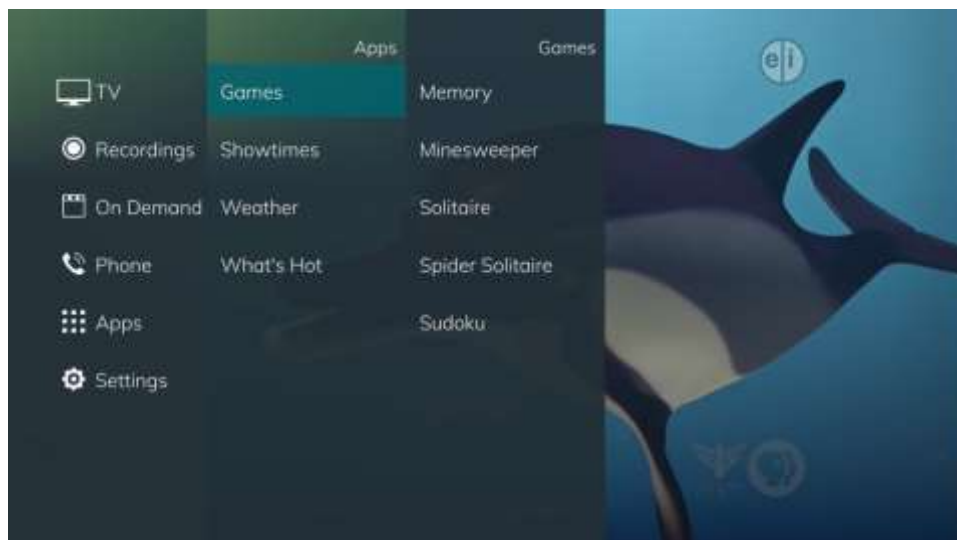 Apps
Games
TV
Games
Memory
Recordings
Showtimes
Minesweeper
On Demand
Weather
Solitaire
Phone
What's Hot
Spider Solitaire
Apps
Sudoku
Settings
e/i